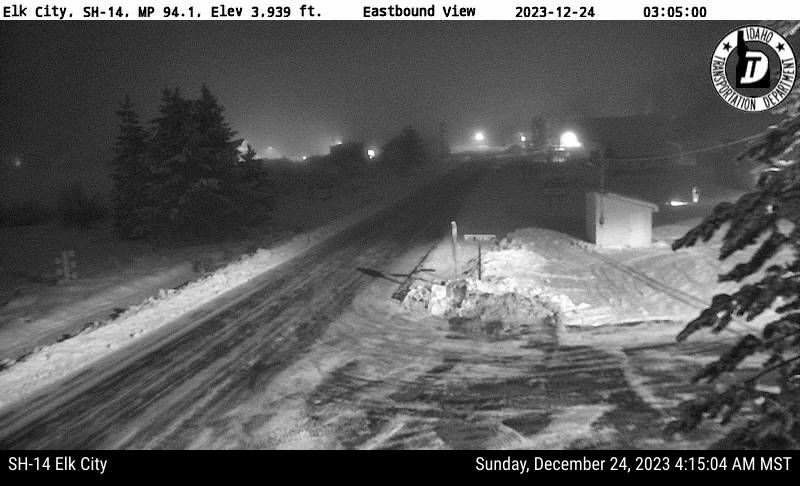 Elk City, SH-14, MP 94.1, Elev 3,939 ft. Eastbound View 2023-12-24 03:05:00
IDAHO
TRANSPORTATION DEPARTMENT
SH-14 Elk City Sunday, December 24, 2023 4:15:04 AM MST